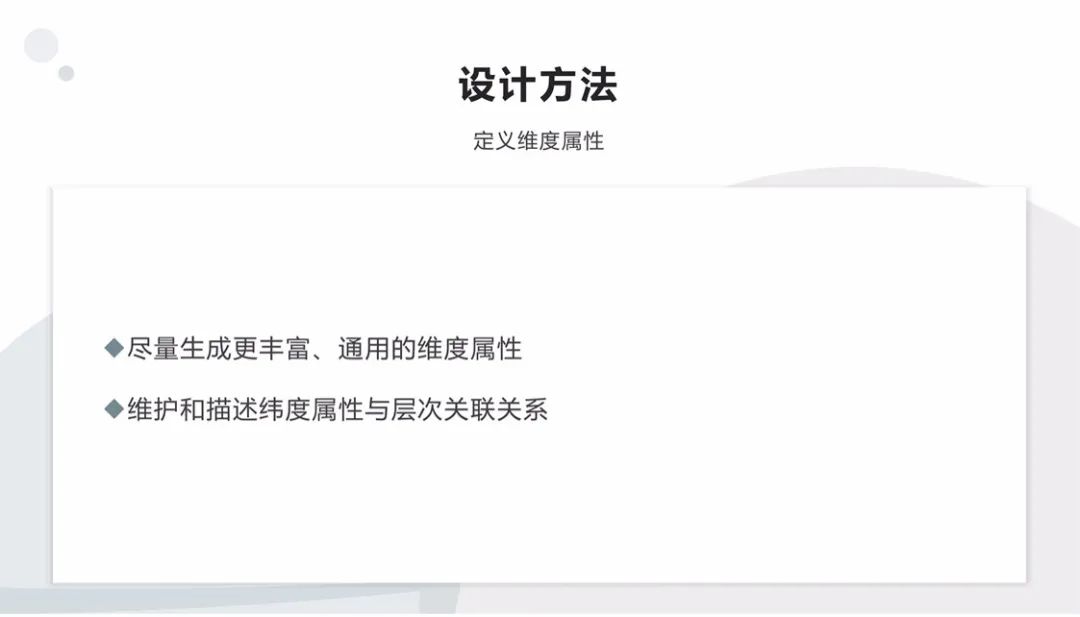 设计方法
定义维度属性
◆尽量生成更丰富、通用的维度属性
◆维护和描述纬度属性与层次关联关系